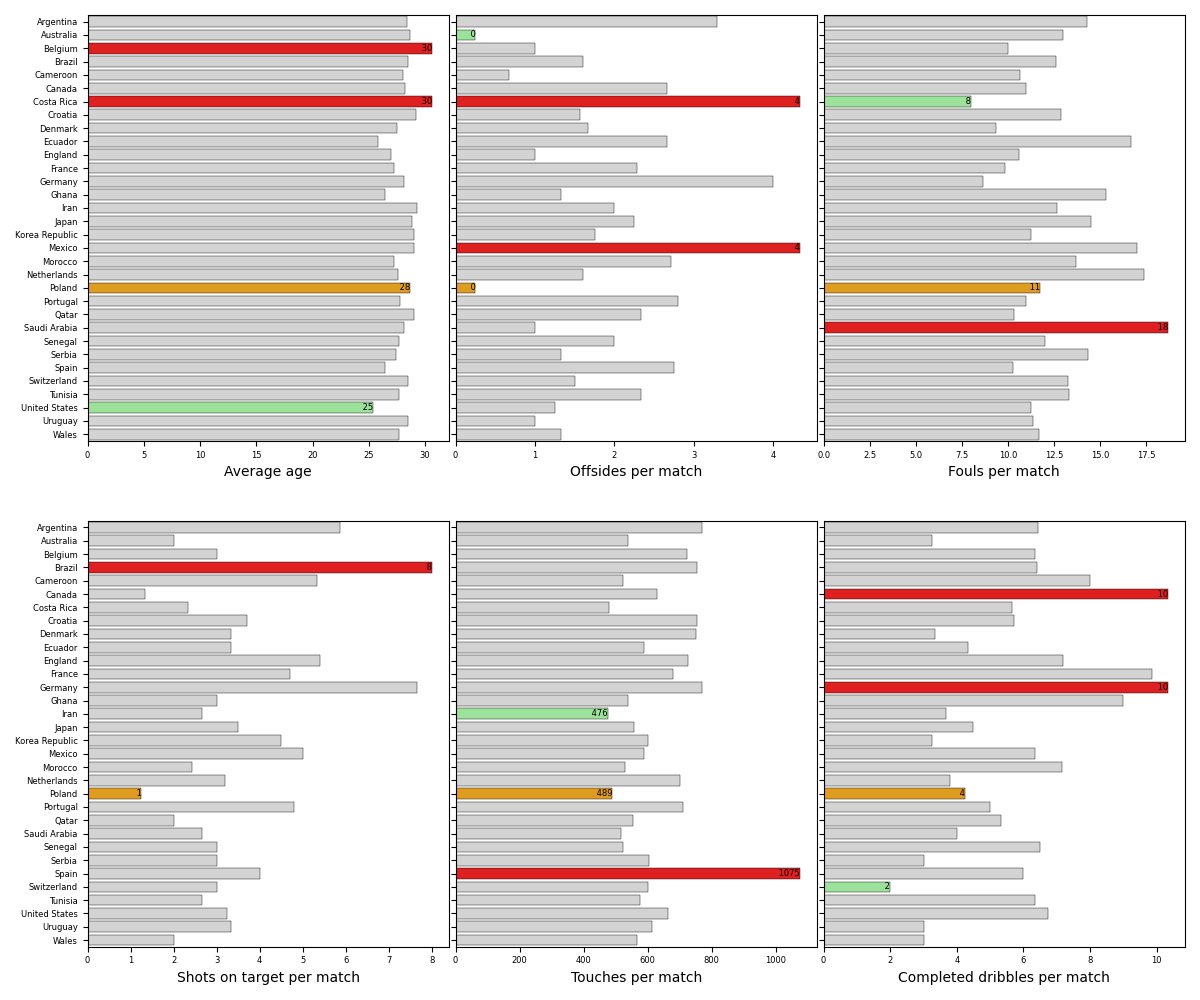 Argentina
Australia
Belgium
Brazil
Cameroon
Canada
Costa Rica
Croatia
Denmark
Ecuador
England
France
Germany
Ghana
Iran
Japan
Korea Republic
Mexico
Morocco
Netherlands
Poland
Portugal
Qatar
Saudi Arabia
Senegal
Serbia
Spain
Switzerland
Tunisia
United States
Uruguay
Wales
30
30
28
25
0 5 10 15 20 25 30
Average age
0
4
4
0
0 1 2 3 4
Offsides per match
8
11
18
0.0 2.5 5.0 7.5 10.0 12.5 15.0 17.5
Fouls per match
Argentina
Australia
Belgium
Brazil
Cameroon
Canada
Costa Rica
Croatia
Denmark
Ecuador
England
France
Germany
Ghana
Iran
Japan
Korea Republic
Mexico
Morocco
Netherlands
Poland
Portugal
Qatar
Saudi Arabia
Senegal
Serbia
Spain
Switzerland
Tunisia
United States
Uruguay
Wales
8
1
0 1 2 3 4 5 6 7 8
Shots on target per match
476
489
1075
0 200 400 600 800 1000
Touches per match
10
10
4
2
0 2 4 6 8 10
Completed dribbles per match